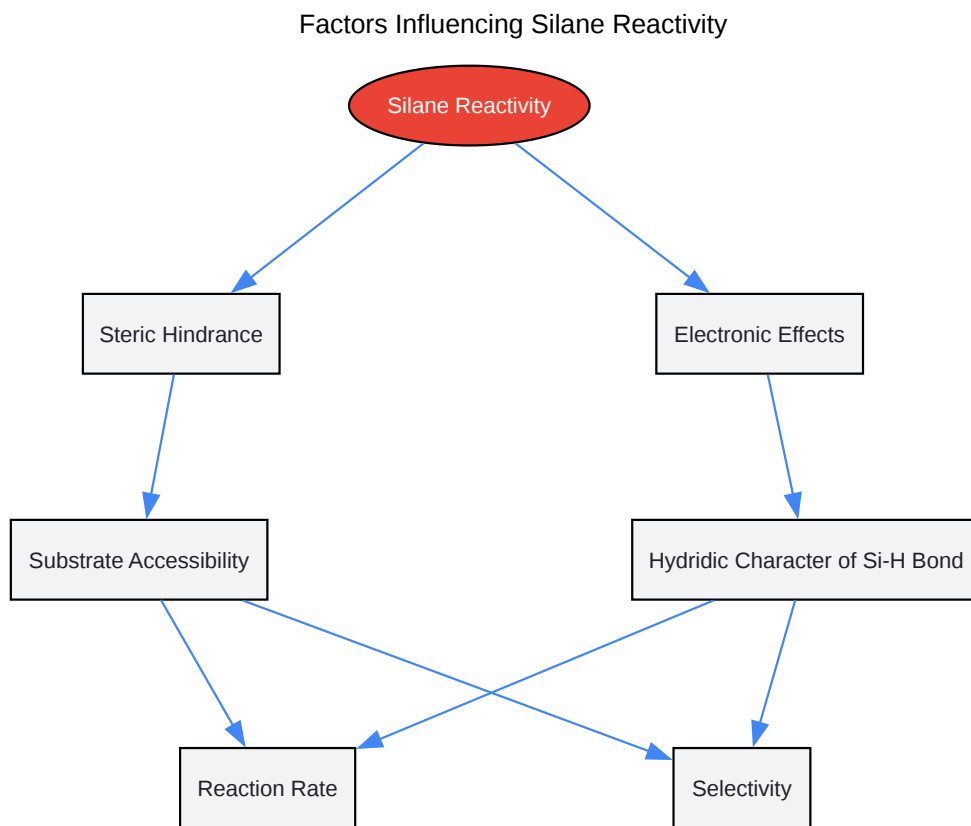 Factors Influencing Silane Reactivity
Silane Reactivity
Steric Hindrance
Electronic Effects
Substrate Accessibility
Hydridic Character of Si-H Bond
Reaction Rate
Selectivity